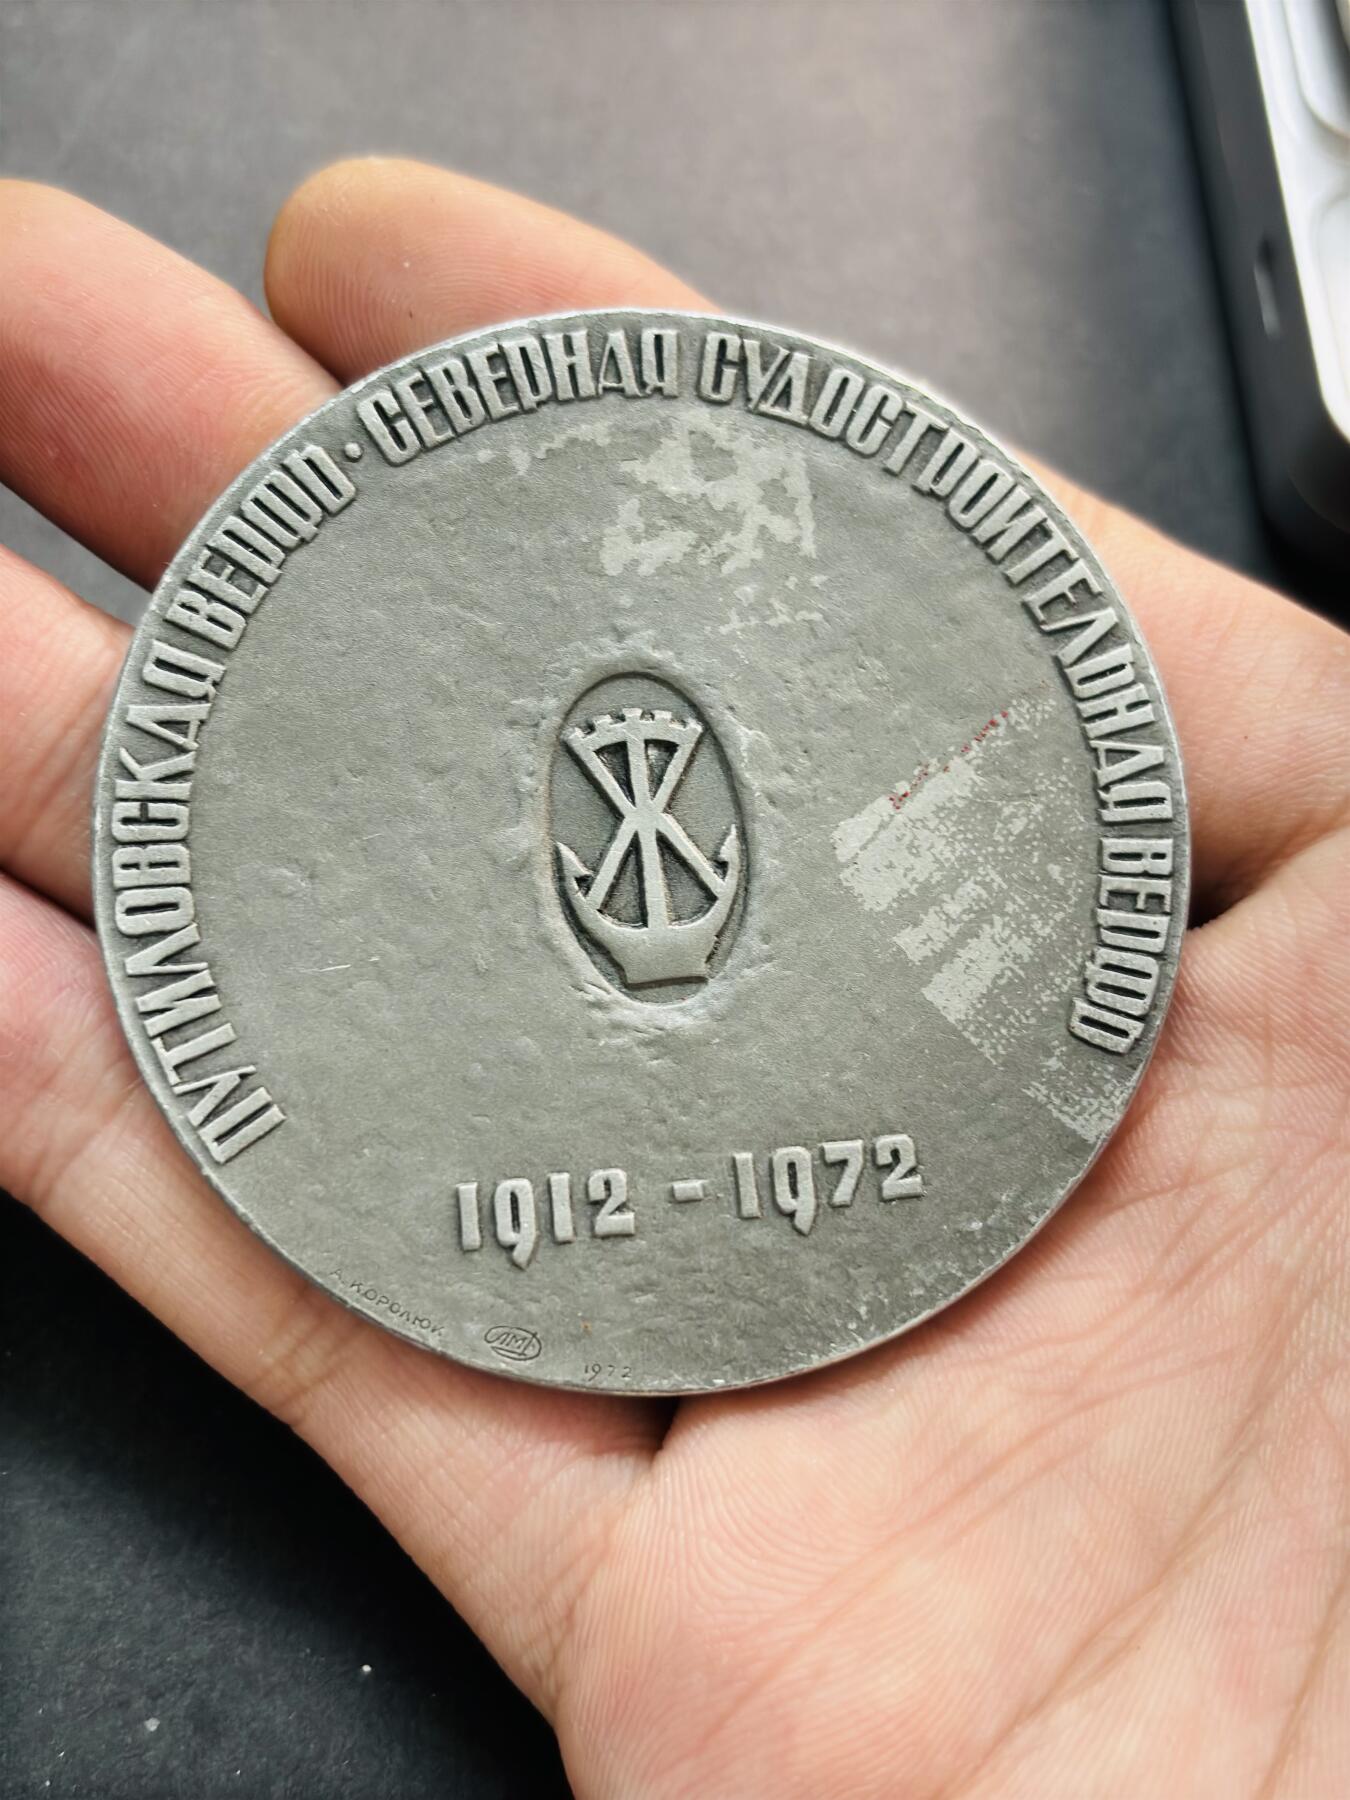 ПУТИЛОВСКАЯ ВЕРФЬ · СЕВЕРНАЯ СУДОСТРОИТЕЛЬНАЯ ВЕРФЬ
1912 - 1972
А. КОРОЛЮК
ЛМД
1972